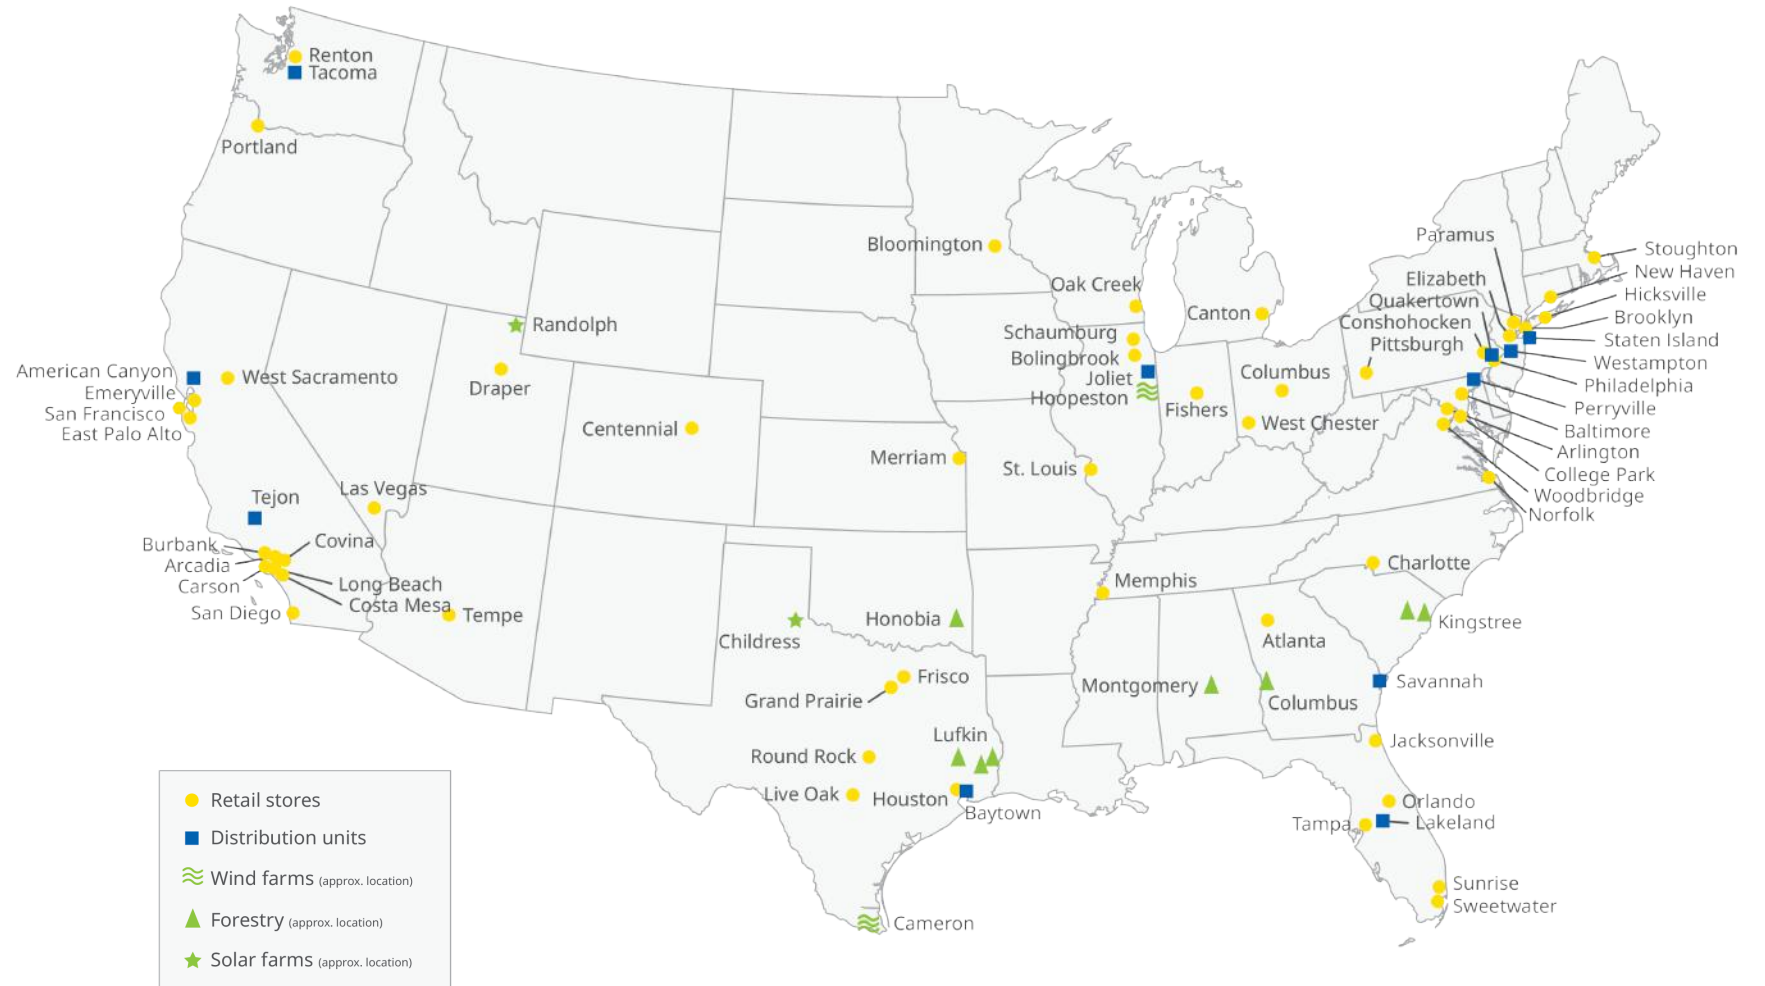 Renton
Tacoma
Portland
Bloomington
Paramus
Stoughton
New Haven
Elizabeth
Oak Creek
Hicksville
Quakertown
Canton
Brooklyn
Randolph
Conshohocken
Schaumburg
Staten Island
Pittsburgh
Bolingbrook
Westampton
American Canyon
West Sacramento
Columbus
Joliet
Philadelphia
Draper
Emeryville
Hoopeston
Fishers
Perryville
San Francisco
West Chester
Centennial
Baltimore
East Palo Alto
Arlington
Merriam
St. Louis
College Park
Las Vegas
Tejon
Woodbridge
Norfolk
Covina
Burbank
Arcadia
Charlotte
Carson
Long Beach
Memphis
Costa Mesa
San Diego
Tempe
Honobia
Kingstree
Childress
Atlanta
Frisco
Montgomery
Savannah
Grand Prairie
Columbus
Lufkin
Jacksonville
Round Rock
Live Oak
Houston
Orlando
Baytown
Tampa
Lakeland
Sunrise
Sweetwater
Cameron
Retail stores
Distribution units
Wind farms (approx. location)
Forestry (approx. location)
Solar farms (approx. location)